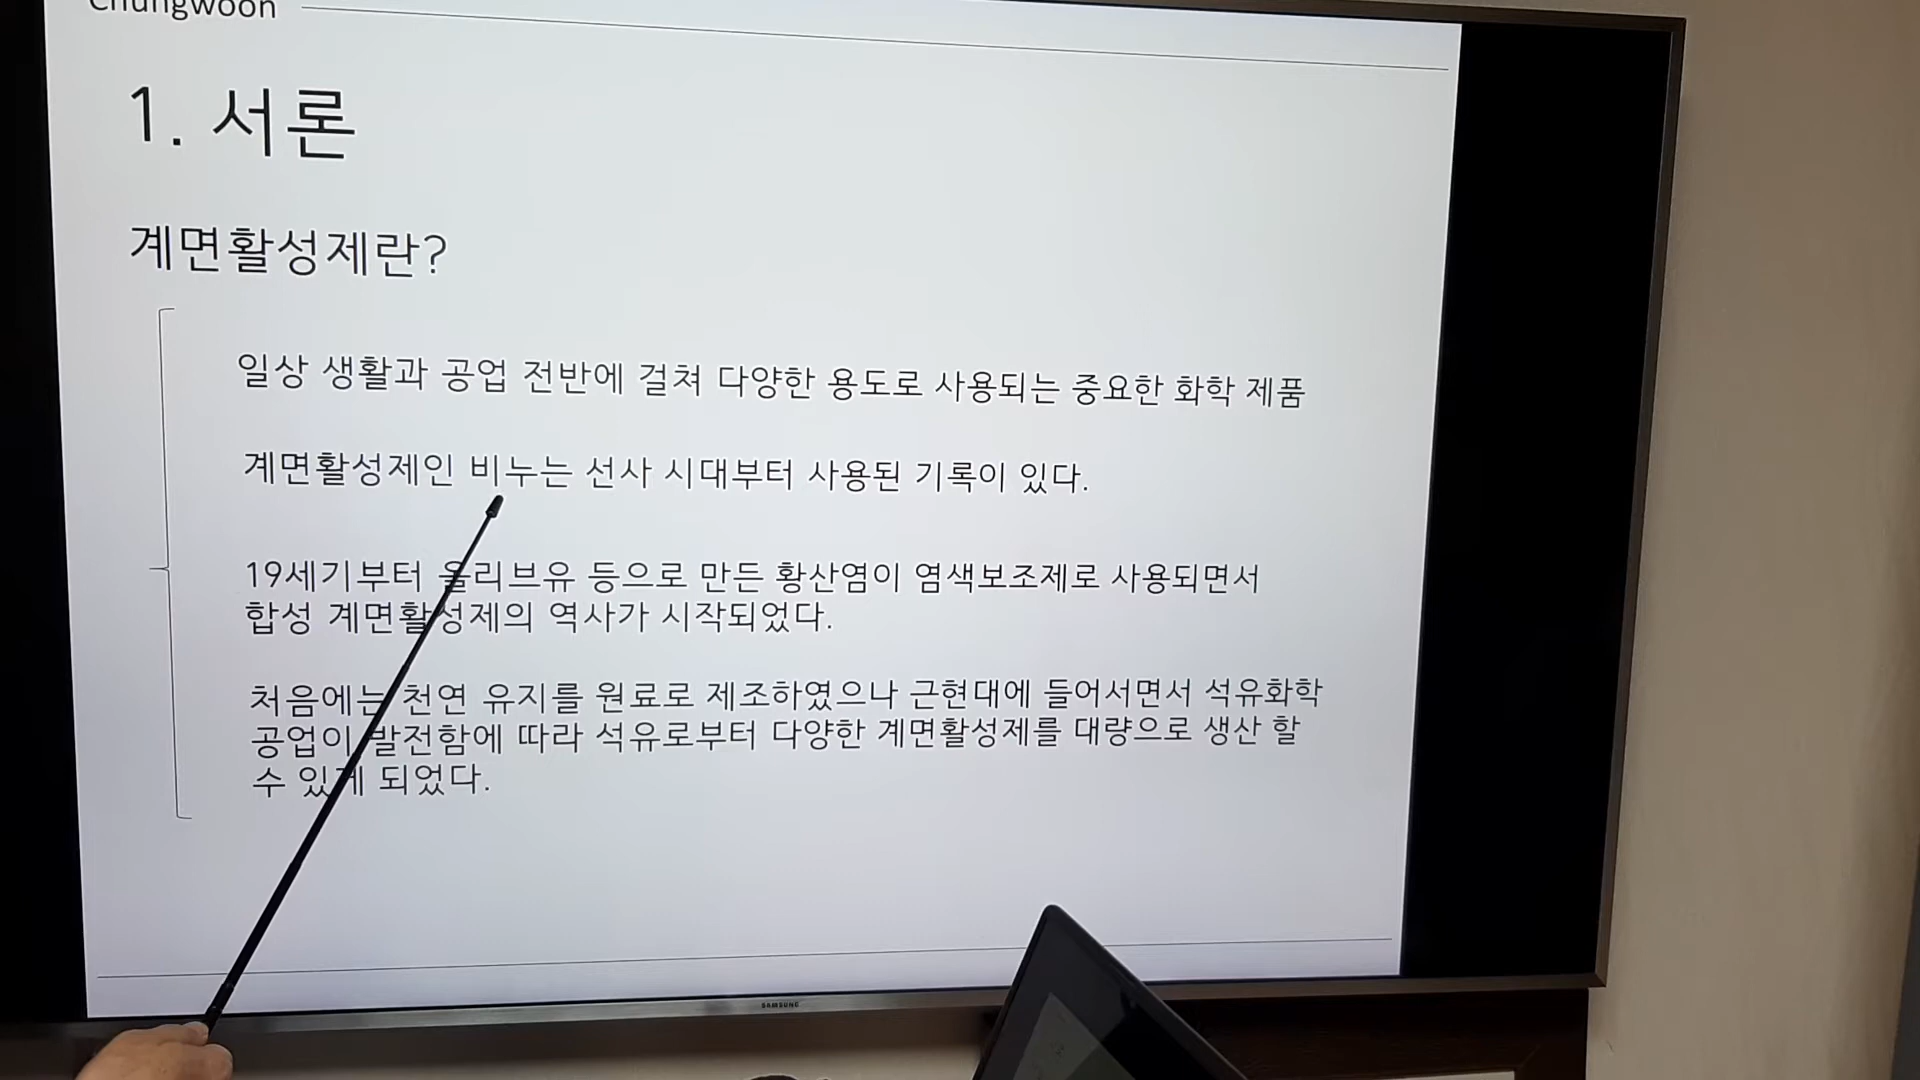 Chungwoon
1. 서론
계면활성제란?
일상 생활과 공업 전반에 걸쳐 다양한 용도로 사용되는 중요한 화학 제품
계면활성제인 비누는 선사 시대부터 사용된 기록이 있다.
19세기부터 올리브유 등으로 만든 황산염이 염색보조제로 사용되면서
합성 계면활성제의 역사가 시작되었다.
처음에는 천연 유지를 원료로 제조하였으나 근현대에 들어서면서 석유화학
공업이 발전함에 따라 석유로부터 다양한 계면활성제를 대량으로 생산 할
수 있게 되었다.
SAMSUNG